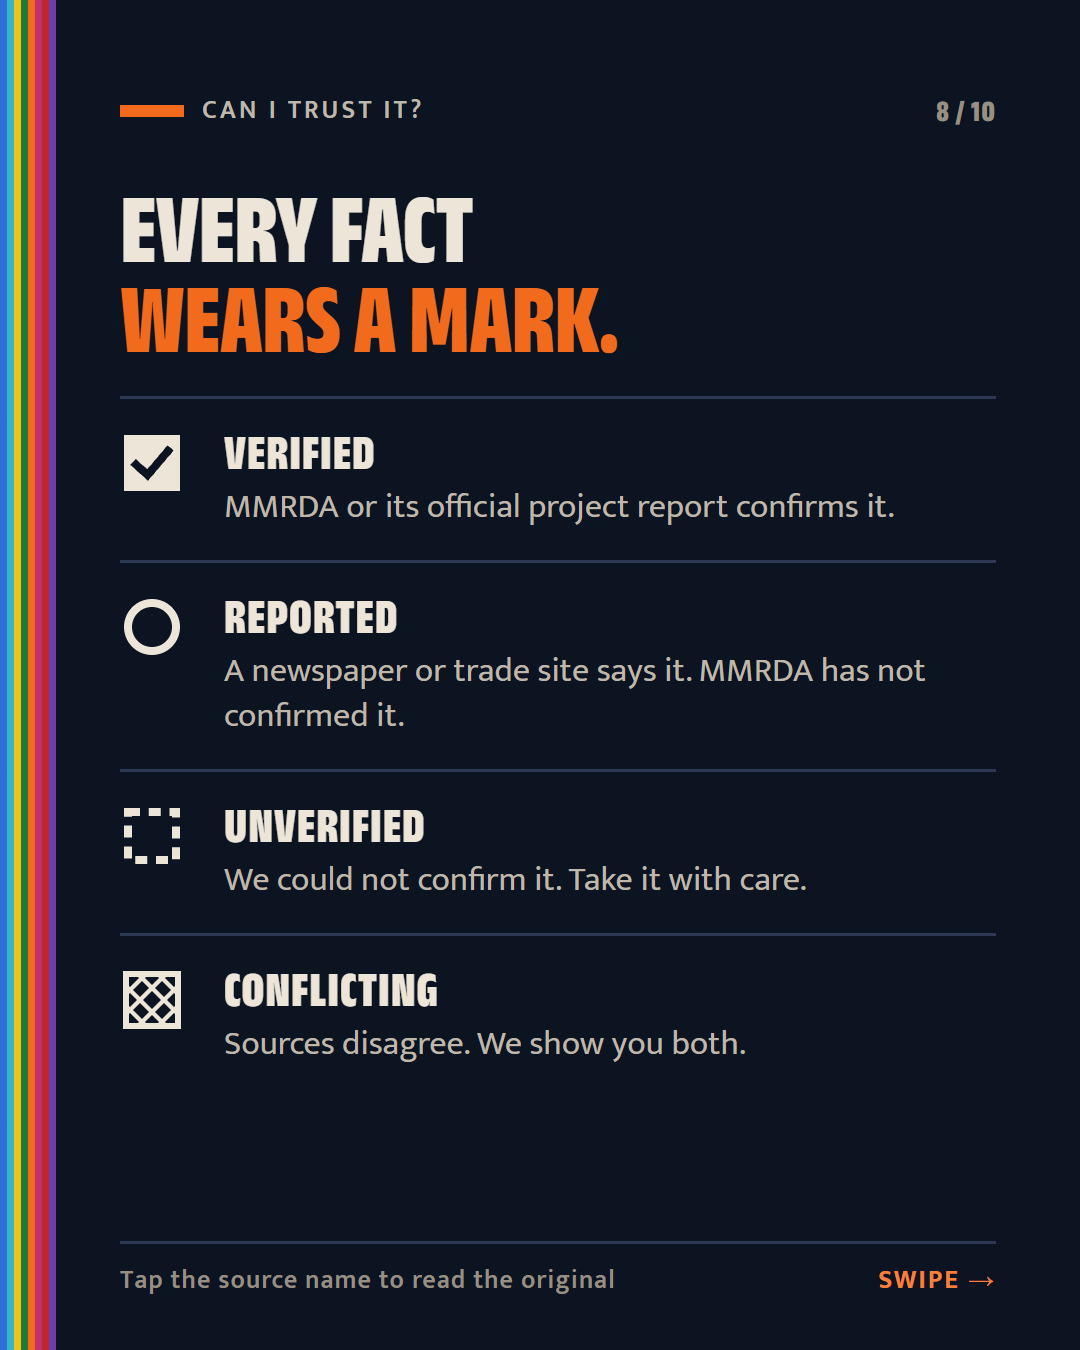 CAN I TRUST IT?
8 / 10
EVERY FACT
WEARS A MARK.
VERIFIED
MMRDA or its official project report confirms it.
REPORTED
A newspaper or trade site says it. MMRDA has not
confirmed it.
UNVERIFIED
We could not confirm it. Take it with care.
CONFLICTING
Sources disagree. We show you both.
Tap the source name to read the original
SWIPE →